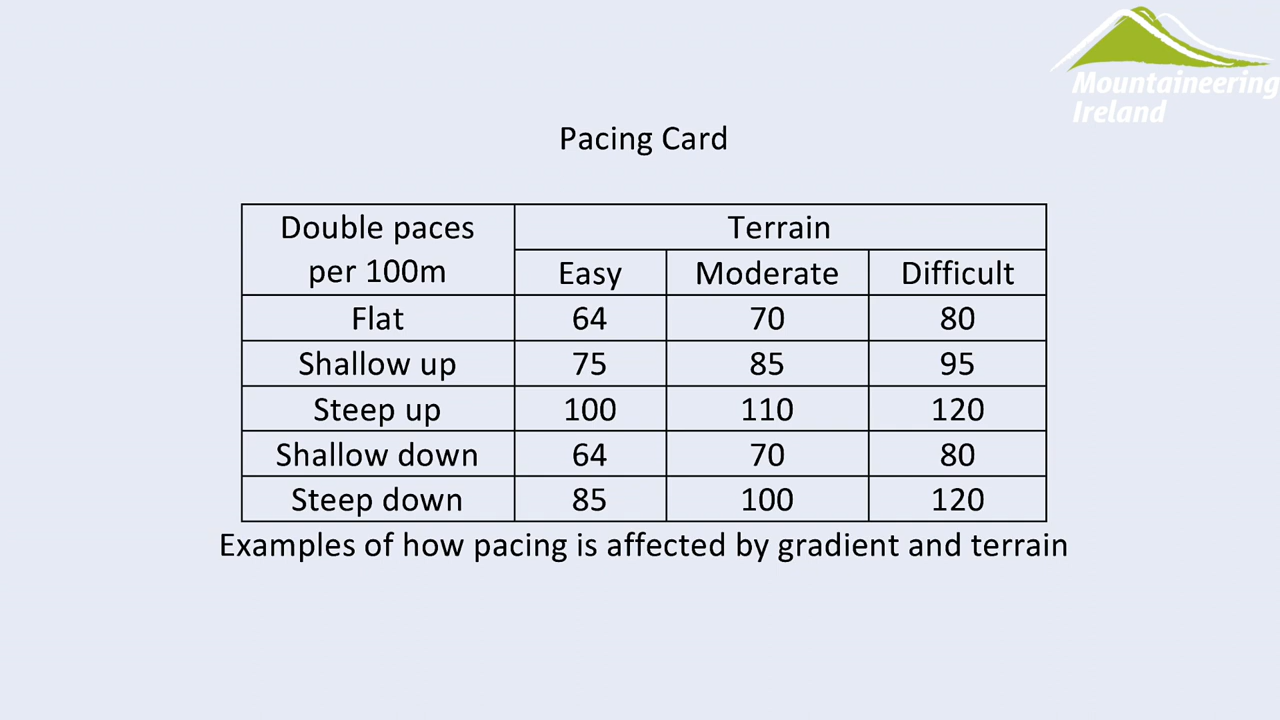 Mountaineering
Ireland
Pacing Card
Double paces per 100m Terrain
Easy Moderate Difficult
Flat 64 70 80
Shallow up 75 85 95
Steep up 100 110 120
Shallow down 64 70 80
Steep down 85 100 120
Examples of how pacing is affected by gradient and terrain